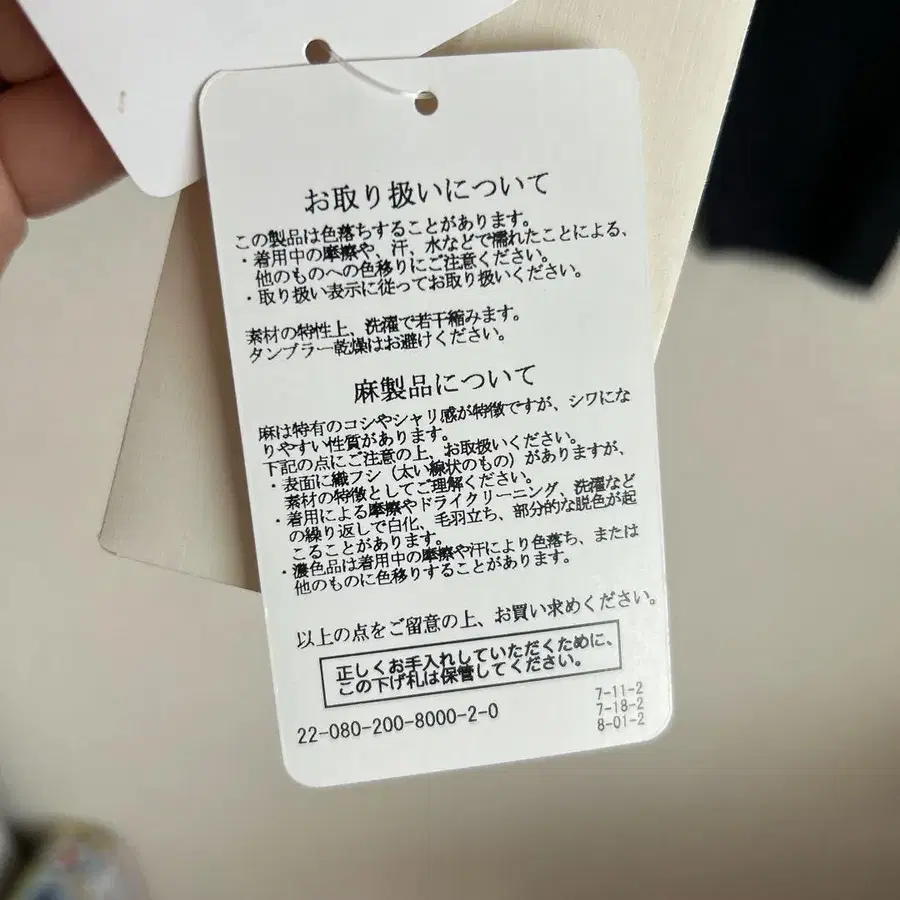 お取り扱いについて
この製品は色落ちすることがあります。
・着用中の摩擦や、汗、水などで濡れたことによる、
他のものへの色移りにご注意ください。
・取り扱い表示に従ってお取り扱いください。
素材の特性上、洗濯で若干縮みます。
タンブラー乾燥はお避けください。
麻製品について
麻は特有のコシやシャリ感が特徴ですが、シワにな
りやすい性質があります。
下記の点にご注意の上、お取扱いください。
・表面に織フシ（太い線状のもの）がありますが、
素材の特徴としてご理解ください。
・着用による摩擦やドライクリーニング、洗濯など
の繰り返しで白化、毛羽立ち、部分的な脱色が起
こることがあります。
・濃色品は着用中の摩擦や汗により色落ち、または
他のものに色移りすることがあります。
以上の点をご留意の上、お買い求めください。
正しくお手入れしていただくために、
この下げ札は保管してください。
22-080-200-8000-2-0
7-11-2
7-18-2
8-01-2